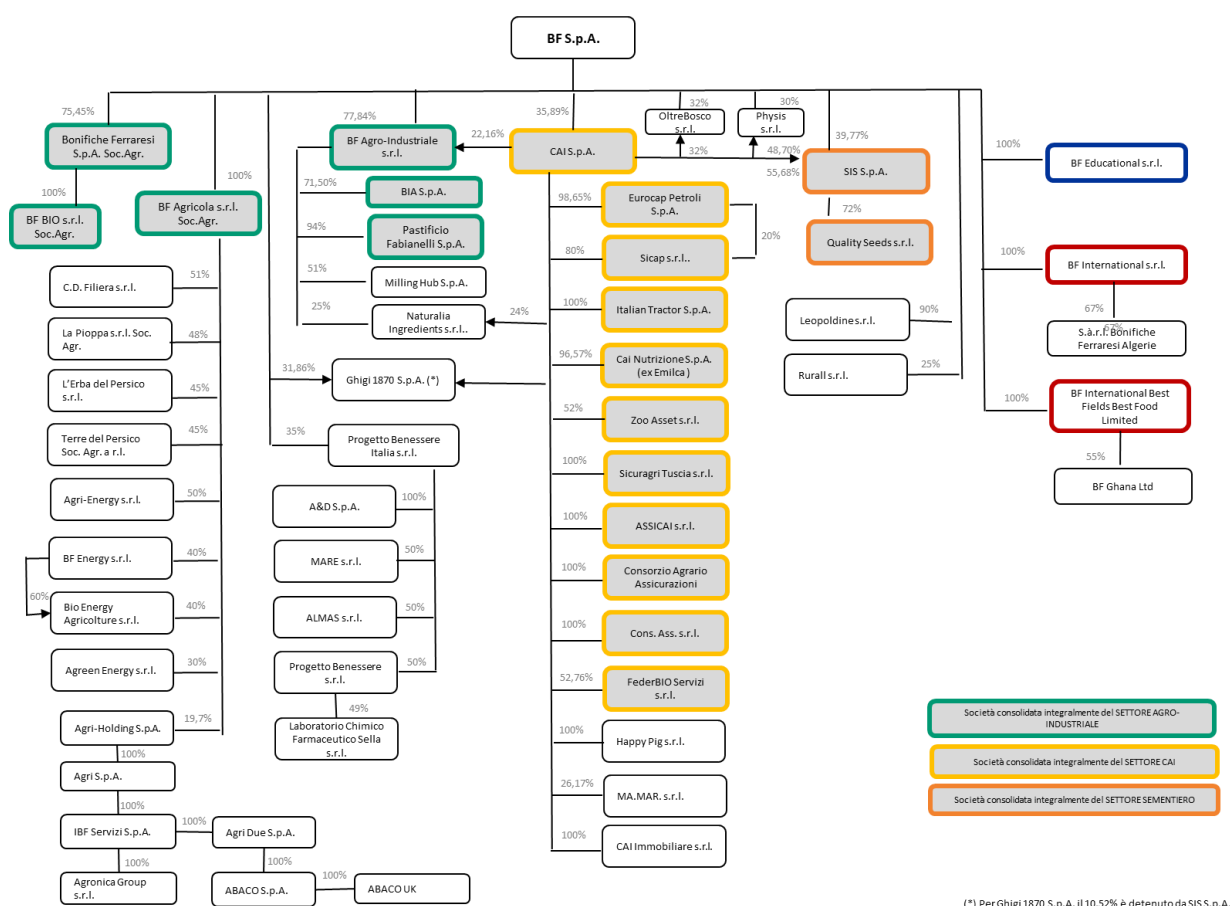 BF S.p.A.
75,45%
77,84%
35,89%
32%
30%
Bonifiche Ferraresi
S.p.A. Soc.Agr.
BF Agro-Industriale
s.r.l.
22,16%
CAI S.p.A.
OltreBosco
s.r.l.
Physis
s.r.l.
32%
48,70%
55,68%
39,77%
SIS S.p.A.
100%
BF Educational s.r.l.
100%
BF BIO s.r.l.
Soc.Agr.
100%
BF Agricola s.r.l.
Soc.Agr.
71,50%
BIA S.p.A.
94%
Pastificio
Fabianelli S.p.A.
51%
Milling Hub S.p.A.
25%
Naturalia
Ingredients s.r.l..
24%
98,65%
Eurocap Petroli
S.p.A.
20%
80%
Sicap s.r.l..
72%
Quality Seeds s.r.l.
100%
BF International s.r.l.
67%
67%
S.à.r.l. Bonifiche
Ferraresi Algerie
C.D. Filiera s.r.l.
51%
100%
Italian Tractor S.p.A.
Leopoldine s.r.l.
90%
La Pioppa s.r.l. Soc.
Agr.
48%
31,86%
Ghigi 1870 S.p.A. (*)
96,57%
Cai Nutrizione S.p.A.
(ex Emilca)
Rurall s.r.l.
25%
L'Erba del Persico
s.r.l.
45%
52%
Zoo Asset s.r.l.
100%
BF International Best
Fields Best Food
Limited
55%
BF Ghana Ltd
Terre del Persico
Soc. Agr. a r.l.
45%
35%
Progetto Benessere
Italia s.r.l.
100%
Sicuragri Tuscia s.r.l.
Agri-Energy s.r.l.
50%
A&D S.p.A.
100%
100%
ASSICAI s.r.l.
BF Energy s.r.l.
40%
MARE s.r.l.
50%
100%
Consorzio Agrario
Assicurazioni
60%
Bio Energy
Agricolture s.r.l.
40%
ALMAS s.r.l.
50%
100%
Cons. Ass. s.r.l.
Agreen Energy s.r.l.
30%
Progetto Benessere
s.r.l.
50%
52,76%
FederBIO Servizi
s.r.l.
49%
Laboratorio Chimico
Farmaceutico Sella
s.r.l.
Agri-Holding S.p.A.
19,7%
100%
Happy Pig s.r.l.
100%
Agri S.p.A.
26,17%
MA.MAR. s.r.l.
100%
IBF Servizi S.p.A.
100%
Agri Due S.p.A.
100%
CAI Immobiliare s.r.l.
100%
Agronica Group
s.r.l.
100%
ABACO S.p.A.
100%
ABACO UK
Società consolidata integralmente del SETTORE AGRO-
INDUSTRIALE
Società consolidata integralmente del SETTORE CAI
Società consolidata integralmente del SETTORE SEMENTIERO
(*) Per Ghigi 1870 S.p.A. il 10,52% è detenuto da SIS S.p.A.